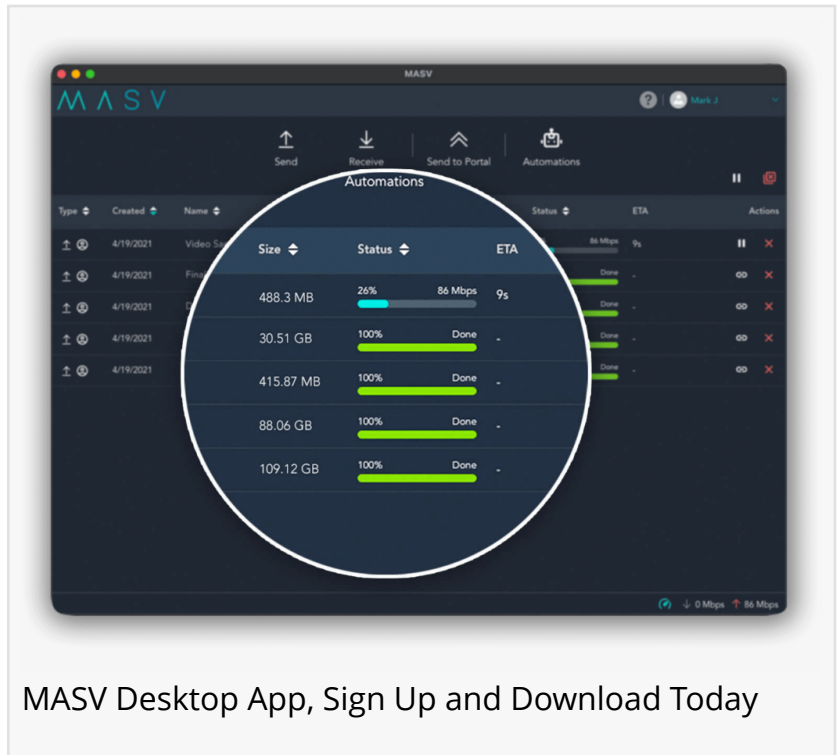 MASV
MASV
Mark J
Send
Receive
Send to Portal
Automations
Automations
Type
Created
Name
Size
Status
ETA
Status
ETA
Actions
4/19/2021
Video
488.3 MB
26%
86 Mbps
9s
86 Mbps
9s
4/19/2021
30.51 GB
100%
Done
-
Done
-
4/19/2021
415.87 MB
100%
Done
-
Done
-
4/19/2021
88.06 GB
100%
Done
-
Done
-
4/19/2021
109.12 GB
100%
Done
-
Done
-
0 Mbps
86 Mbps
MASV Desktop App, Sign Up and Download Today